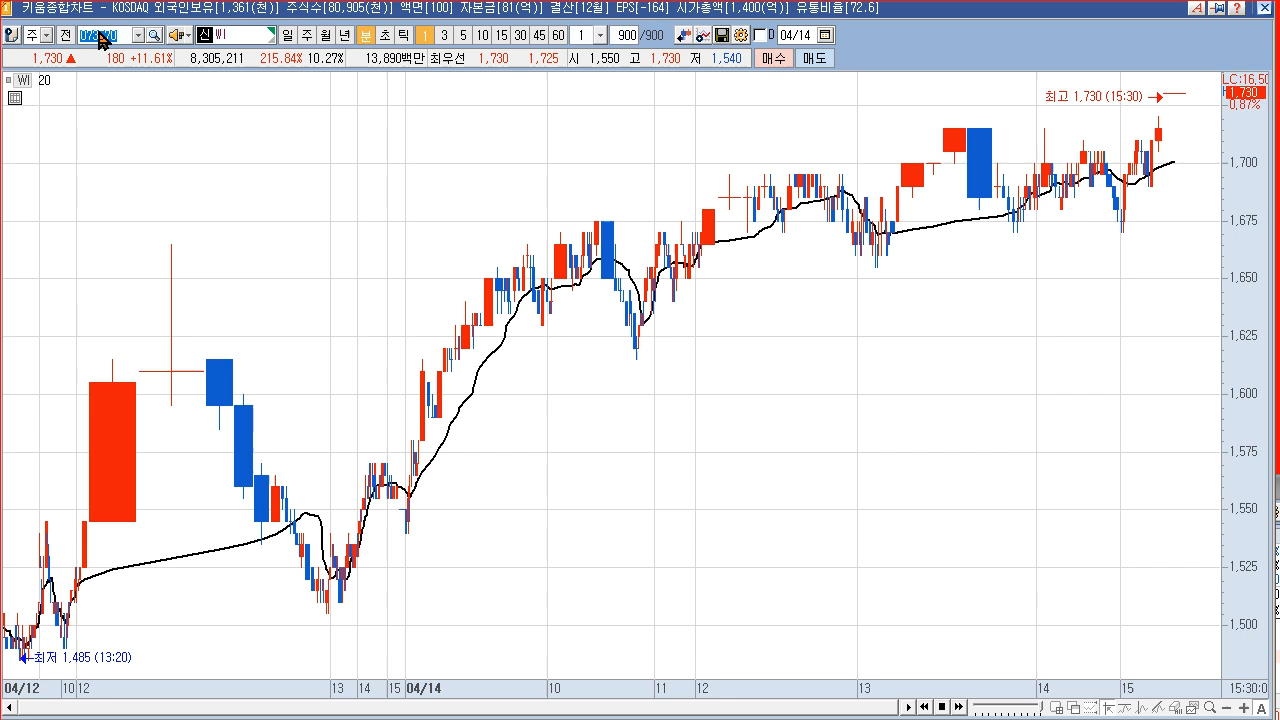 키움종합차트 - KOSDAQ 외국인보유[1,361(천)] 주식수[80,905(천)] 액면[100] 자본금[81(억)] 결산[12월] EPS[-164] 시가총액[1,400(억)] 유통비율[72.6]
주 전 신 WI 일 주 월 년 분 초 틱 1 3 5 10 15 30 45 60 1 900 /900 D 04/14
1,730 ▲ 180 +11.61% 8,305,211 215.84% 10.27% 13,890백만 최우선 1,730 1,725 시 1,550 고 1,730 저 1,540 매수 매도
WI 20
LC:16,50
최고 1,730 (15:30)
1,730
0,87%
1,700
1,675
1,650
1,625
1,600
1,575
1,550
1,525
1,500
최저 1,485 (13:20)
04/12 10 12 13 14 15 04/14 10 11 12 13 14 15 15:30:0
A